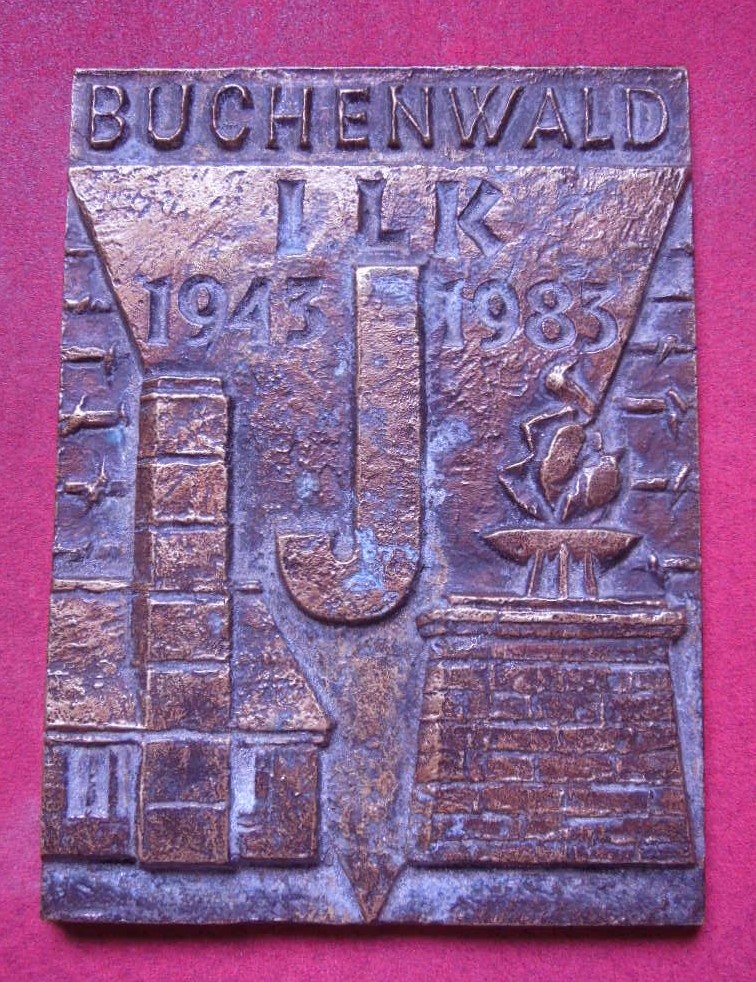 BUCHENWALD
ILK
1943 1983
J